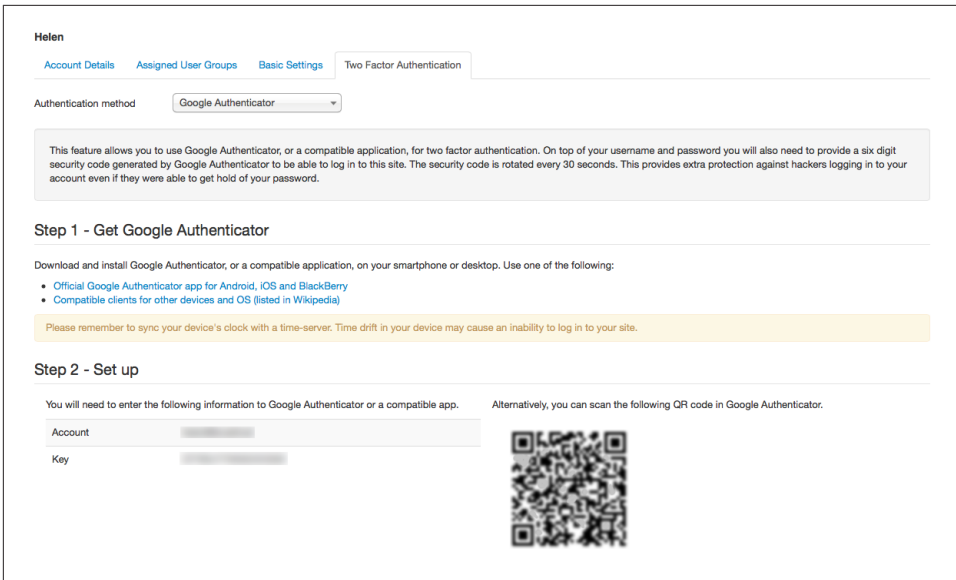 Helen
Account Details Assigned User Groups Basic Settings Two Factor Authentication
Authentication method Google Authenticator
This feature allows you to use Google Authenticator, or a compatible application, for two factor authentication. On top of your username and password you will also need to provide a six digit
security code generated by Google Authenticator to be able to log in to this site. The security code is rotated every 30 seconds. This provides extra protection against hackers logging in to your
account even if they were able to get hold of your password.
Step 1 - Get Google Authenticator
Download and install Google Authenticator, or a compatible application, on your smartphone or desktop. Use one of the following:
• Official Google Authenticator app for Android, iOS and BlackBerry
• Compatible clients for other devices and OS (listed in Wikipedia)
Please remember to sync your device's clock with a time-server. Time drift in your device may cause an inability to log in to your site.
Step 2 - Set up
You will need to enter the following information to Google Authenticator or a compatible app.
Account
Key
Alternatively, you can scan the following QR code in Google Authenticator.